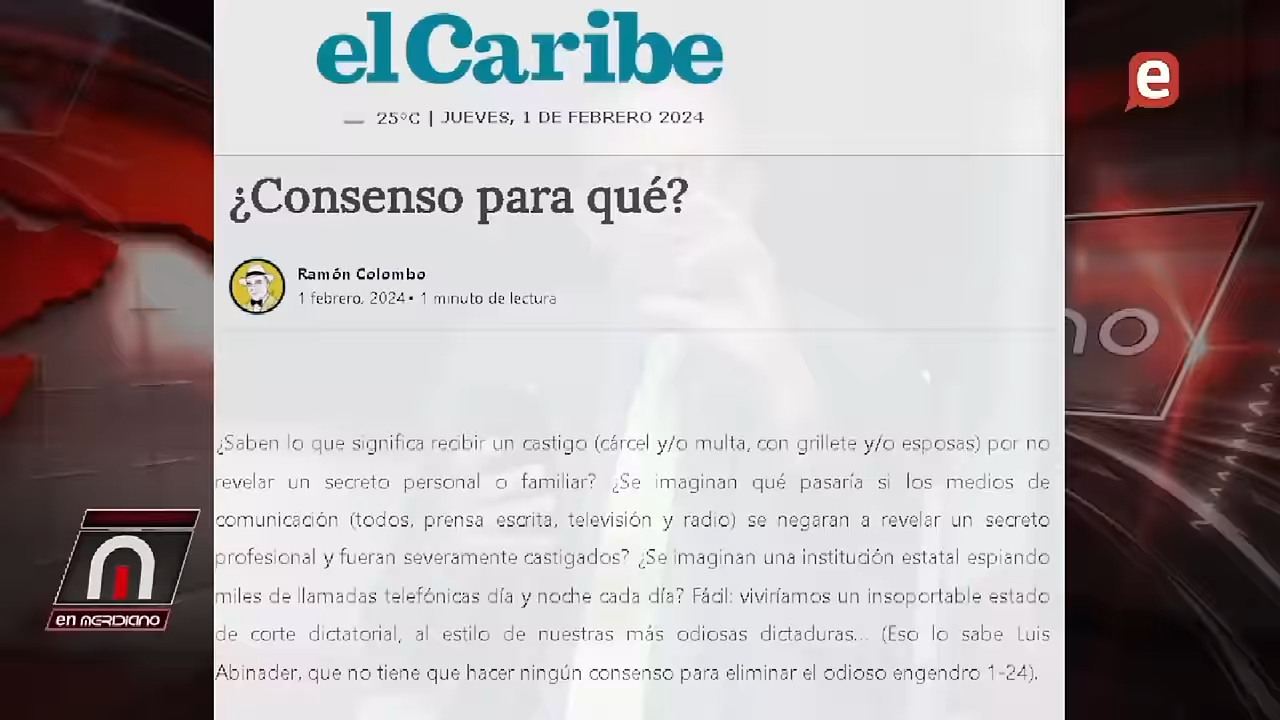 elCaribe
25°C | JUEVES, 1 DE FEBRERO 2024
e
¿Consenso para qué?
Ramón Colombo
1 febrero, 2024 • 1 minuto de lectura
no
¿Saben lo que significa recibir un castigo (cárcel y/o multa, con grillete y/o esposas) por no
revelar un secreto personal o familiar? ¿Se imaginan qué pasaría si los medios de
comunicación (todos, prensa escrita, televisión y radio) se negaran a revelar un secreto
profesional y fueran severamente castigados? ¿Se imaginan una institución estatal espiando
miles de llamadas telefónicas día y noche cada día? Fácil: viviríamos un insoportable estado
de corte dictatorial, al estilo de nuestras más odiosas dictaduras... (Eso lo sabe Luis
Abinader, que no tiene que hacer ningún consenso para eliminar el odioso engendro 1-24).
en MERIDIANO